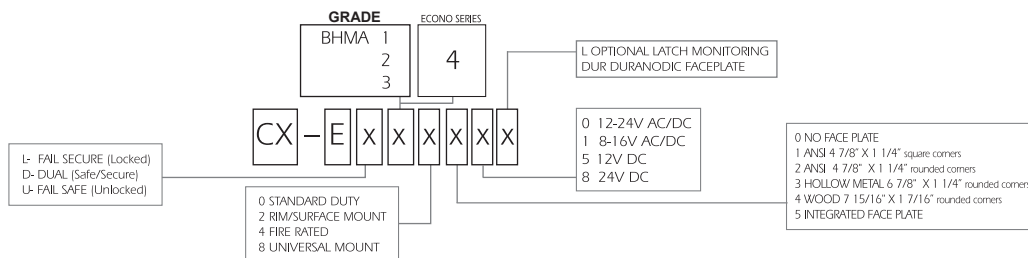 GRADE
BHMA 1
2
3
ECONO SERIES
4
L OPTIONAL LATCH MONITORING
DUR DURANODIC FACEPLATE
CX – E X X X X X X
L- FAIL SECURE (Locked)
D- DUAL (Safe/Secure)
U- FAIL SAFE (Unlocked)
0 STANDARD DUTY
2 RIM/SURFACE MOUNT
4 FIRE RATED
8 UNIVERSAL MOUNT
0 12-24V AC/DC
1 8-16V AC/DC
5 12V DC
8 24V DC
0 NO FACE PLATE
1 ANSI 4 7/8" X 1 1/4" square corners
2 ANSI 4 7/8" X 1 1/4" rounded corners
3 HOLLOW METAL 6 7/8" X 1 1/4" rounded corners
4 WOOD 7 15/16" X 1 7/16" rounded corners
5 INTEGRATED FACE PLATE